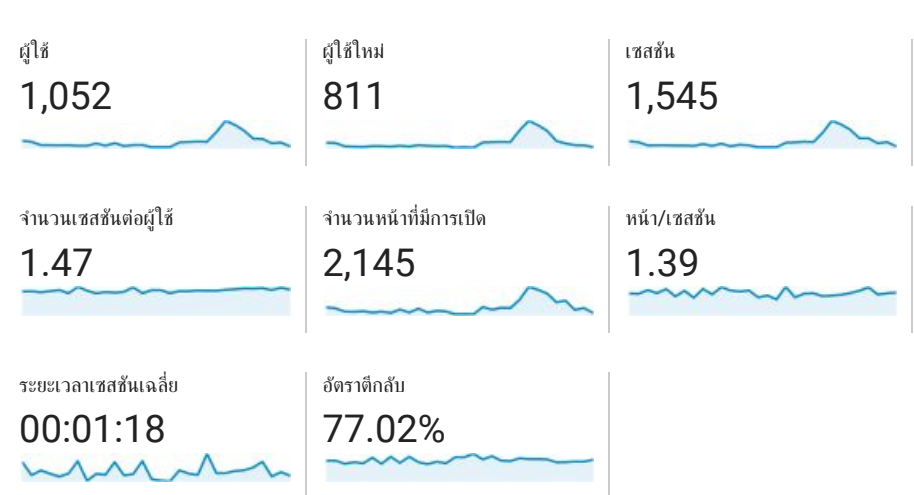 ผู้ใช้
ผู้ใช้ใหม่
เซสชัน
1,052
811
1,545
จำนวนเซสชันต่อผู้ใช้
จำนวนหน้าที่มีการเปิด
หน้า/เซสชัน
1.47
2,145
1.39
ระยะเวลาเซสชันเฉลี่ย
อัตราตีกลับ
00:01:18
77.02%